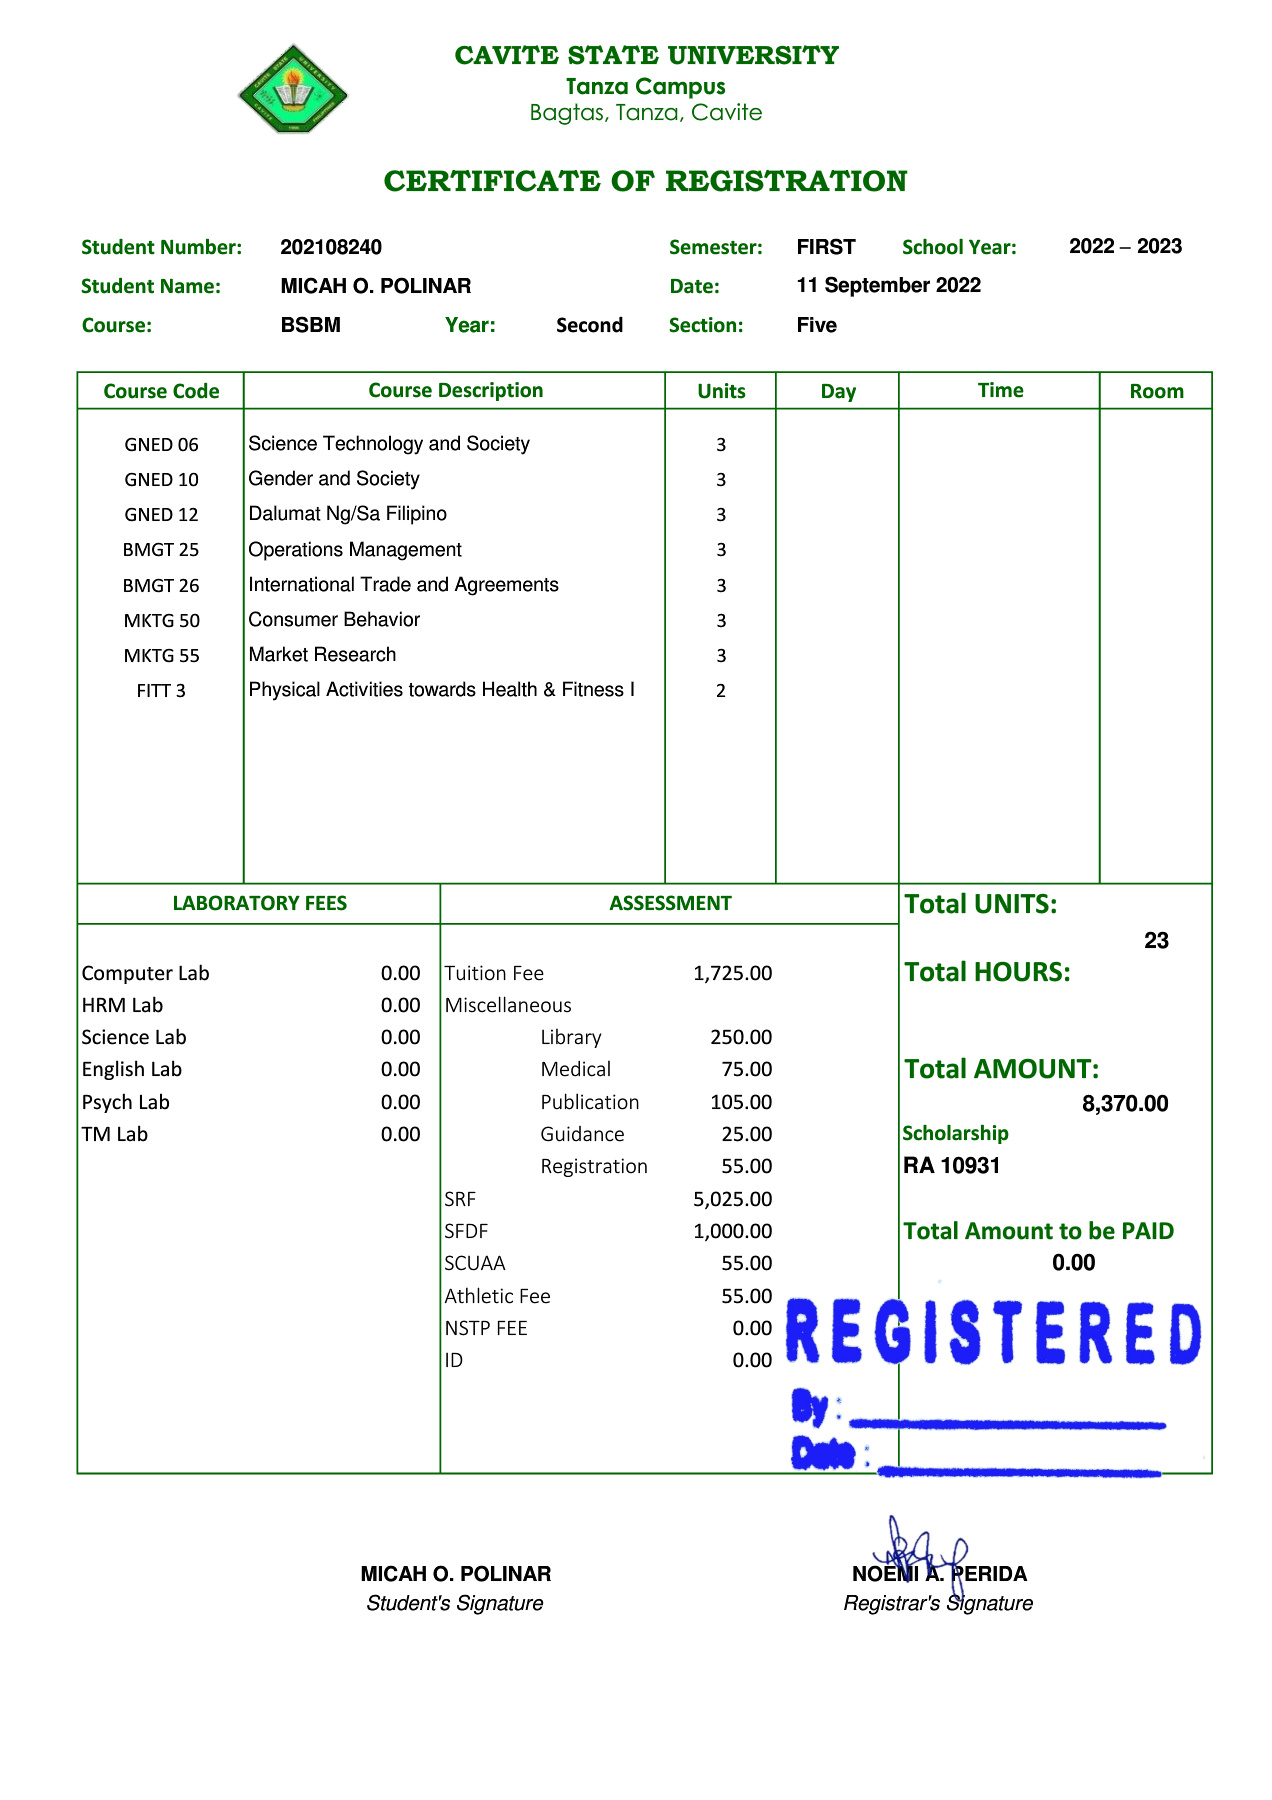 CAVITE STATE UNIVERSITY
Tanza Campus
Bagtas, Tanza, Cavite
CERTIFICATE OF REGISTRATION
Student Number: 202108240 Semester: FIRST School Year: 2022 – 2023
Student Name: MICAH O. POLINAR Date: 11 September 2022
Course: BSBM Year: Second Section: Five
Course Code Course Description Units Day Time Room
GNED 06 Science Technology and Society 3
GNED 10 Gender and Society 3
GNED 12 Dalumat Ng/Sa Filipino 3
BMGT 25 Operations Management 3
BMGT 26 International Trade and Agreements 3
MKTG 50 Consumer Behavior 3
MKTG 55 Market Research 3
FITT 3 Physical Activities towards Health & Fitness I 2
LABORATORY FEES ASSESSMENT Total UNITS:
23
Computer Lab 0.00 Tuition Fee 1,725.00 Total HOURS:
HRM Lab 0.00 Miscellaneous
Science Lab 0.00 Library 250.00
English Lab 0.00 Medical 75.00 Total AMOUNT:
Psych Lab 0.00 Publication 105.00 8,370.00
TM Lab 0.00 Guidance 25.00 Scholarship
Registration 55.00 RA 10931
SRF 5,025.00
SFDF 1,000.00 Total Amount to be PAID
SCUAA 55.00 0.00
Athletic Fee 55.00
NSTP FEE 0.00 REGISTERED
ID 0.00
By :
Date :
MICAH O. POLINAR NOEMI A. PERIDA
Student's Signature Registrar's Signature